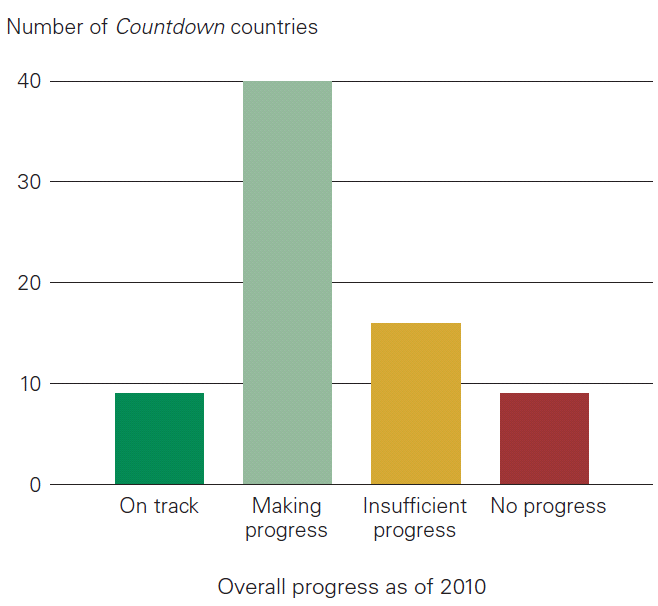 Number of Countdown countries
40
30
20
10
0
On track
Making
progress
Insufficient
progress
No progress
Overall progress as of 2010